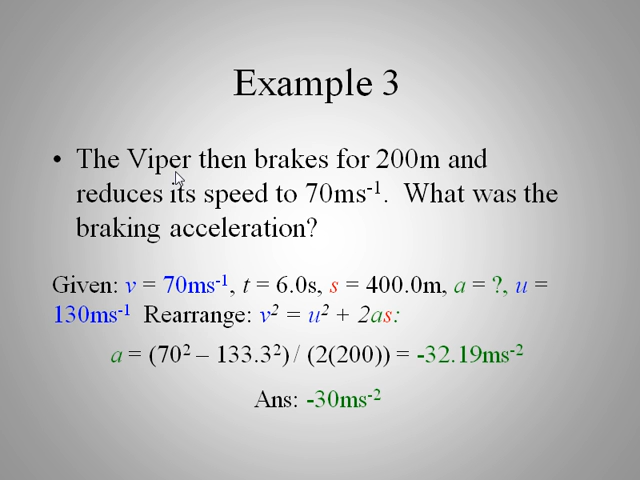 Example 3
• The Viper then brakes for 200m and
reduces its speed to 70ms⁻¹. What was the
braking acceleration?
Given: v = 70ms⁻¹, t = 6.0s, s = 400.0m, a = ?, u =
130ms⁻¹ Rearrange: v² = u² + 2as:
a = (70² – 133.3²) / (2(200)) = -32.19ms⁻²
Ans: -30ms⁻²